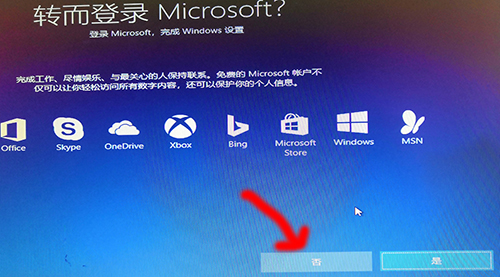 转而登录 Microsoft?
登录 Microsoft，完成 Windows 设置
完成工作、尽情娱乐、与最关心的人保持联系。免费的 Microsoft 帐户不
仅可以让你轻松访问所有数字内容，还可以保护你的个人信息。
Office Skype OneDrive Xbox Bing Microsoft Store Windows MSN
否 是